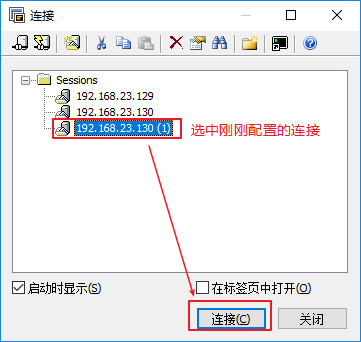 连接
Sessions
192.168.23.129
192.168.23.130
192.168.23.130 (1)
选中刚刚配置的连接
启动时显示(S)
在标签页中打开(O)
连接(C)
关闭